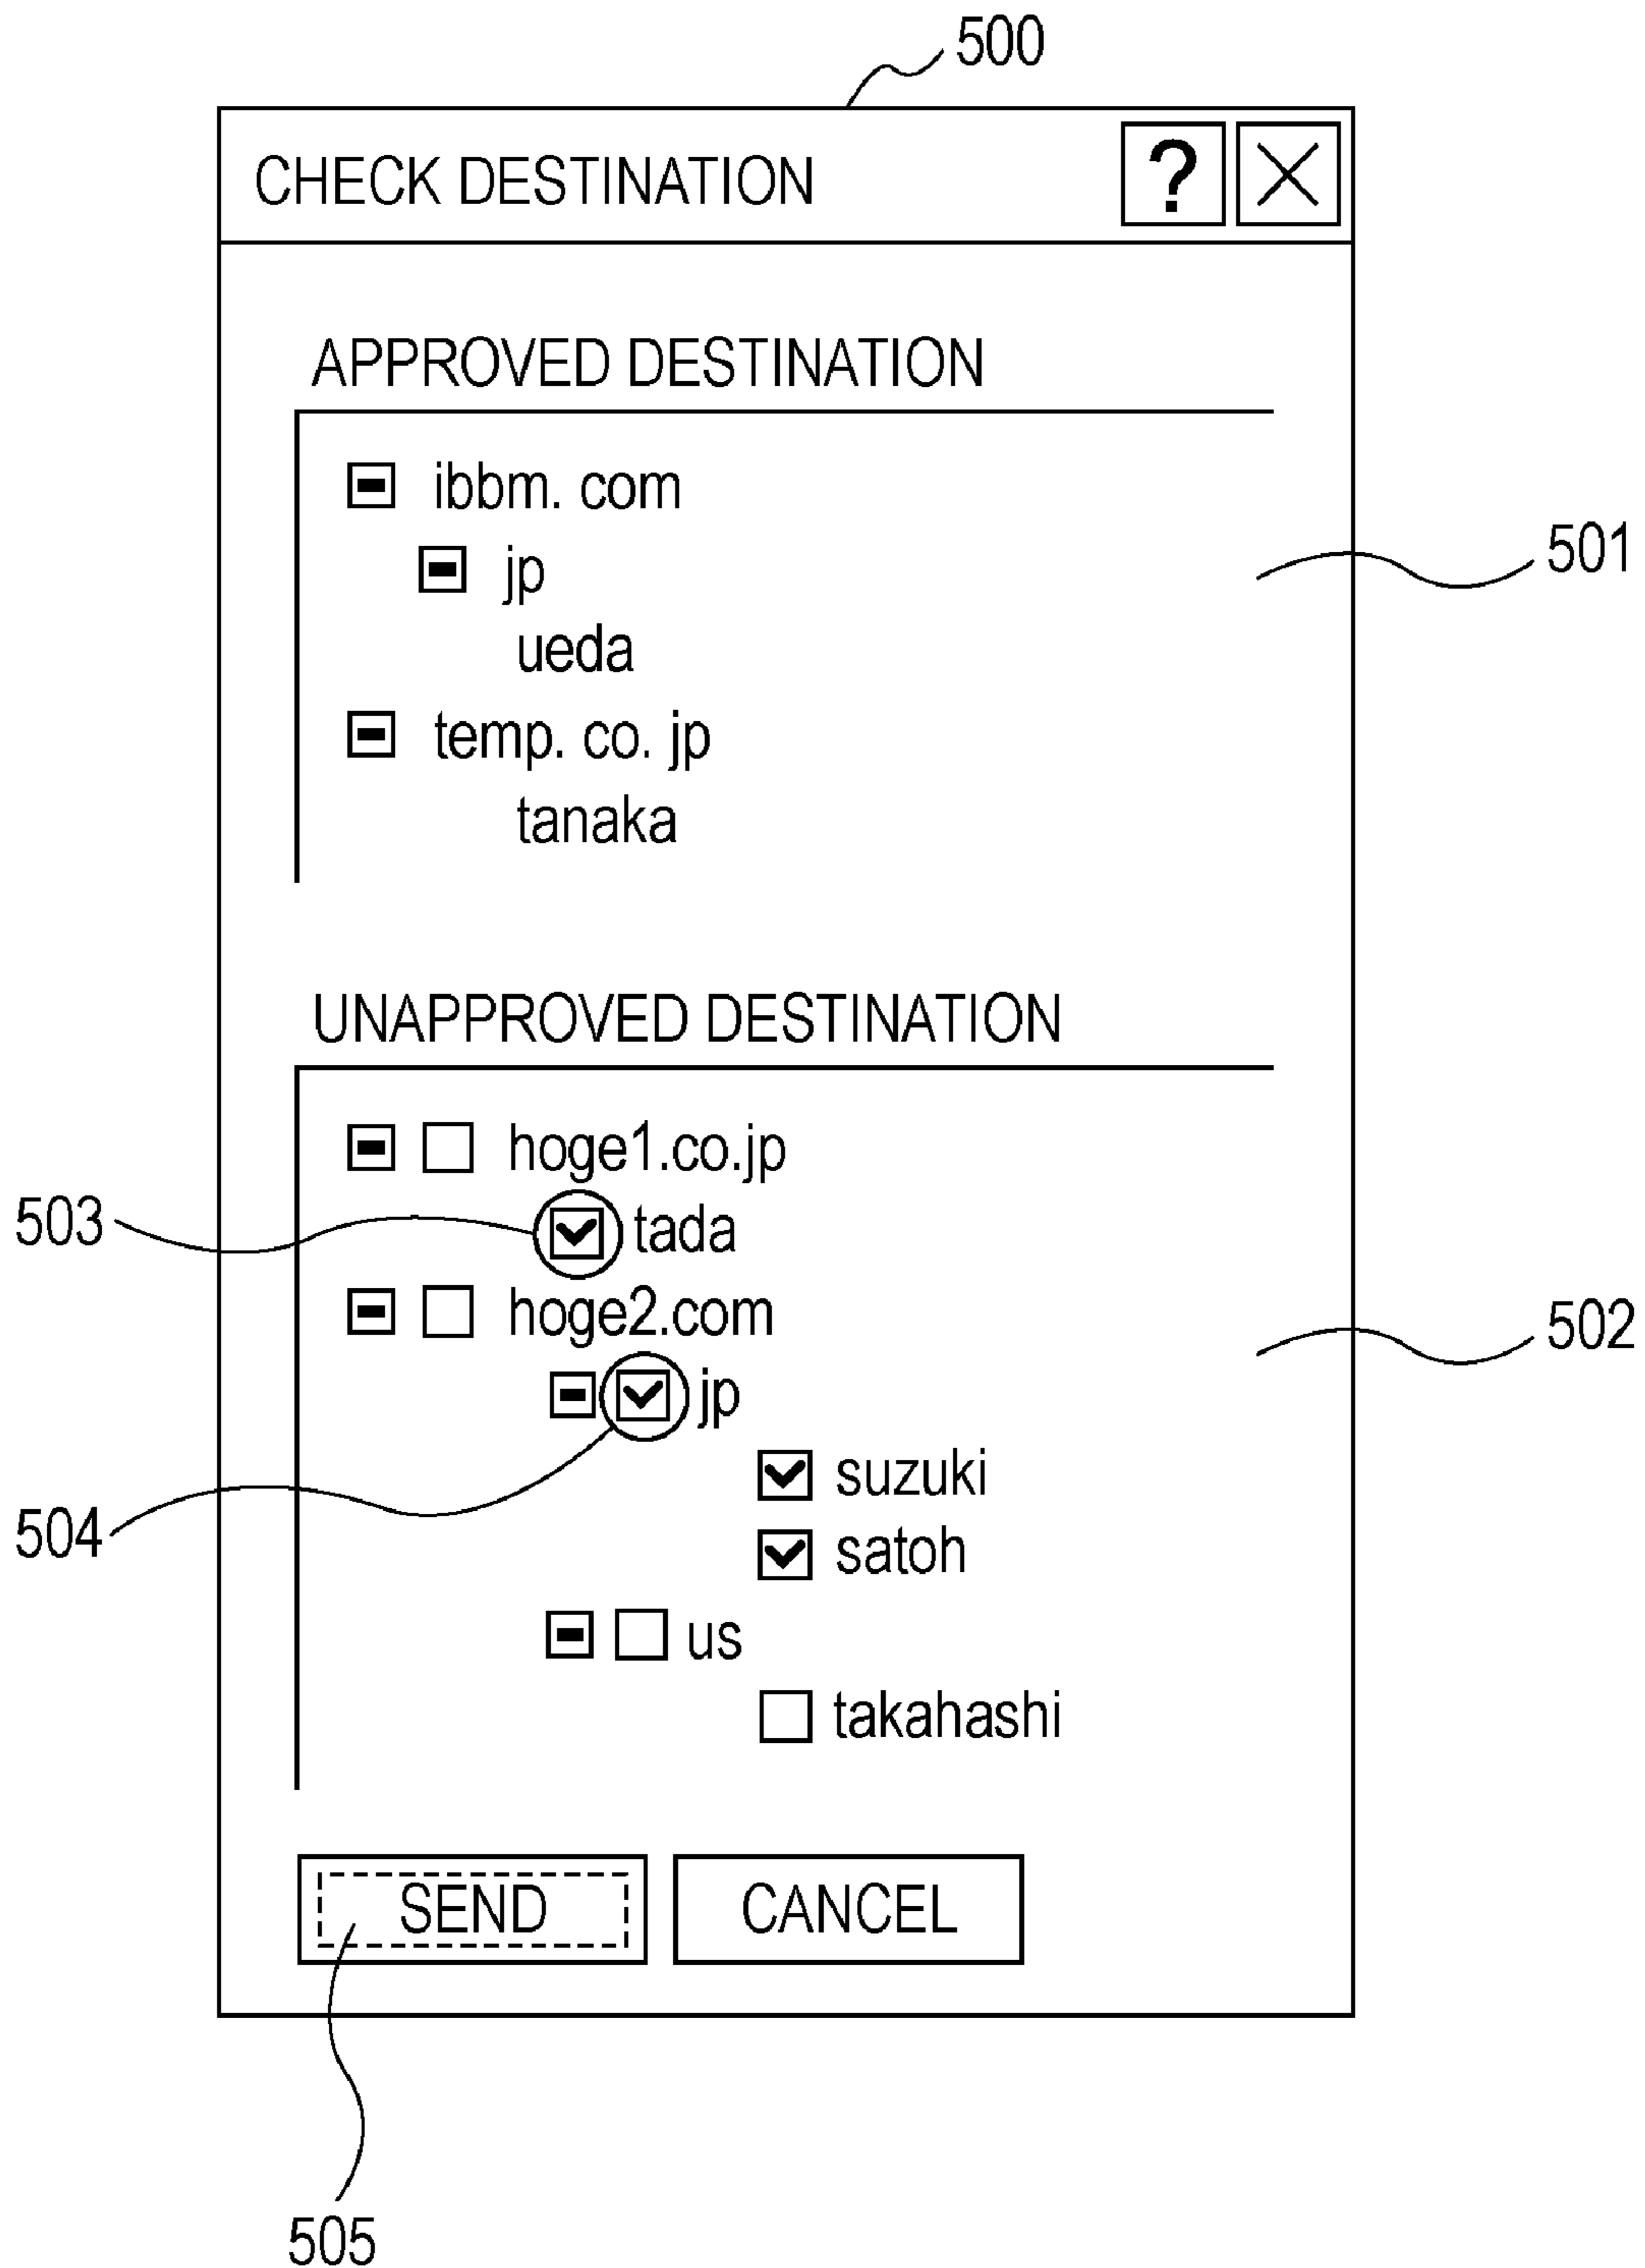 500
CHECK DESTINATION ?
APPROVED DESTINATION
ibbm. com
501
jp
ueda
temp. co. jp
tanaka
UNAPPROVED DESTINATION
hoge1.co.jp
503
tada
hoge2.com
502
jp
suzuki
504
satoh
us
takahashi
SEND CANCEL
505